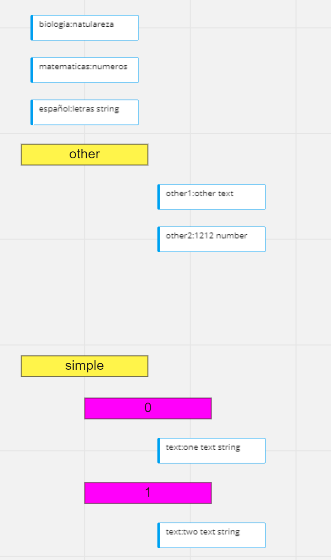 biología:natulareza
matematicas:numeros
español:letras string
other
other1:other text
other2:1212 number
simple
0
text:one text string
1
text:two text string